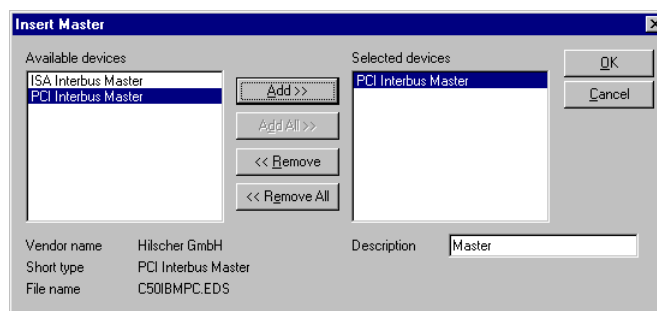 Insert Master
Available devices
ISA Interbus Master
PCI Interbus Master
Add >>
Add All >>
<< Remove
<< Remove All
Selected devices
PCI Interbus Master
OK
Cancel
Vendor name Hilscher GmbH
Short type PCI Interbus Master
File name C50IBMPC.EDS
Description Master